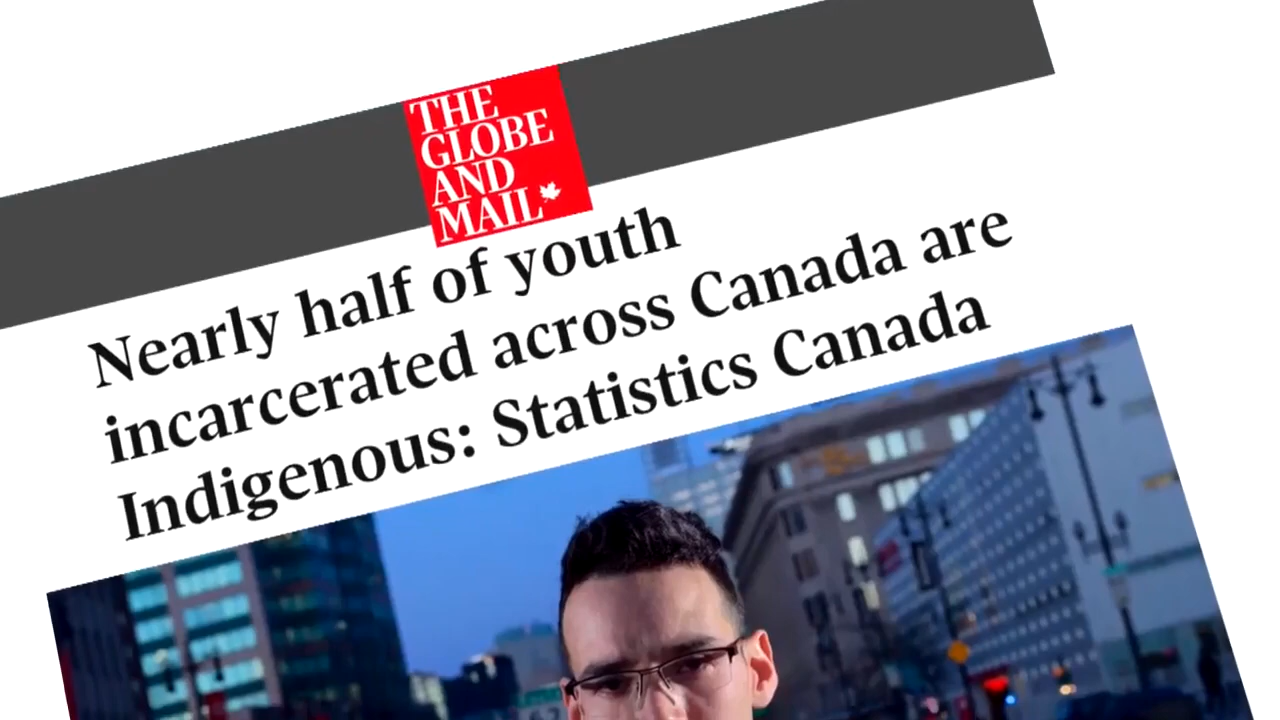 THE
GLOBE
AND
MAIL
Nearly half of youth
incarcerated across Canada are
Indigenous: Statistics Canada